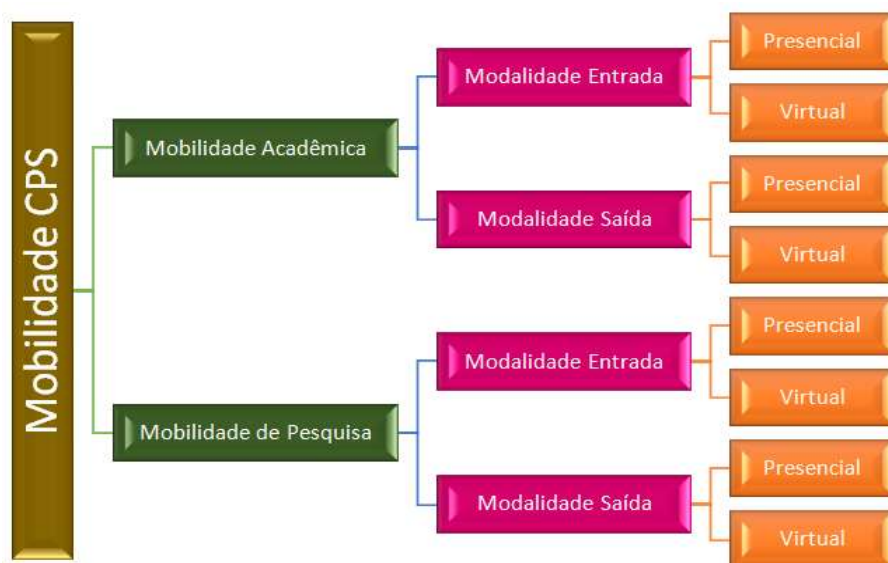 Mobilidade CPS
Mobilidade Acadêmica
Modalidade Entrada
Presencial
Virtual
Modalidade Saída
Presencial
Virtual
Mobilidade de Pesquisa
Modalidade Entrada
Presencial
Virtual
Modalidade Saída
Presencial
Virtual